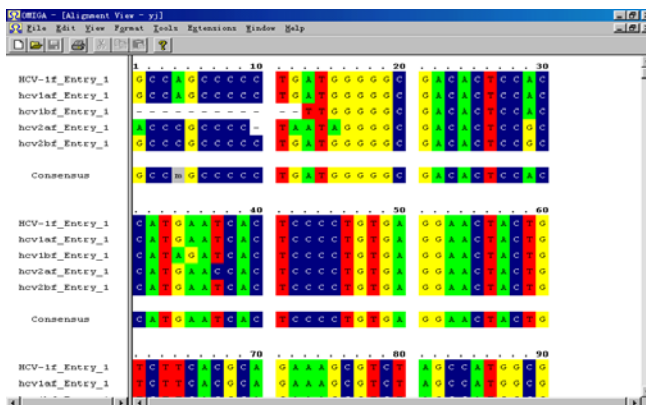 OMIGA - [Alignment View - yj]
File Edit View Format Tools Extensions Window Help
1 . . . . . . . 10 . . . . . . . . 20 . . . . . . . . 30
HCV-1f_Entry_1 G C C A G C C C C C T G A T G G G G G C G A C A C T C C A C
hcv1af_Entry_1 G C C A G C C C C C T G A T G G G G G C G A C A C T C C A C
hcv1bf_Entry_1 - - - - - - - - - - - - T T G G G G G C G A C A C T C C A C
hcv2af_Entry_1 A C C C G C C C C - T A A T A G G G G C G A C A C T C C G C
hcv2bf_Entry_1 G C C C G C C C C C T G A T G G G G G C G A C A C T C C G C
Consensus G C C m G C C C C C T G A T G G G G G C G A C A C T C C A C
. . . . . . . . 40 . . . . . . . . 50 . . . . . . . . 60
HCV-1f_Entry_1 C A T G A A T C A C T C C C C T G T G A G G A A C T A C T G
hcv1af_Entry_1 C A T G A A T C A C T C C C C T G T G A G G A A C T A C T G
hcv1bf_Entry_1 C A T A G A T C A C T C C C C T G T G A G G A A C T A C T G
hcv2af_Entry_1 C A T G A A C C A C T C C C C T G T G A G G A A C T A C T G
hcv2bf_Entry_1 C A T G A A T C A C T C C C C T G T G A G G A A C T A C T G
Consensus C A T G A A T C A C T C C C C T G T G A G G A A C T A C T G
. . . . . . . . 70 . . . . . . . . 80 . . . . . . . . 90
HCV-1f_Entry_1 T C T T C A C G C A G A A A G C G T C T A G C C A T G G C G
hcv1af_Entry_1 T C T T C A C G C A G A A A G C G T C T A G C C A T G G C G